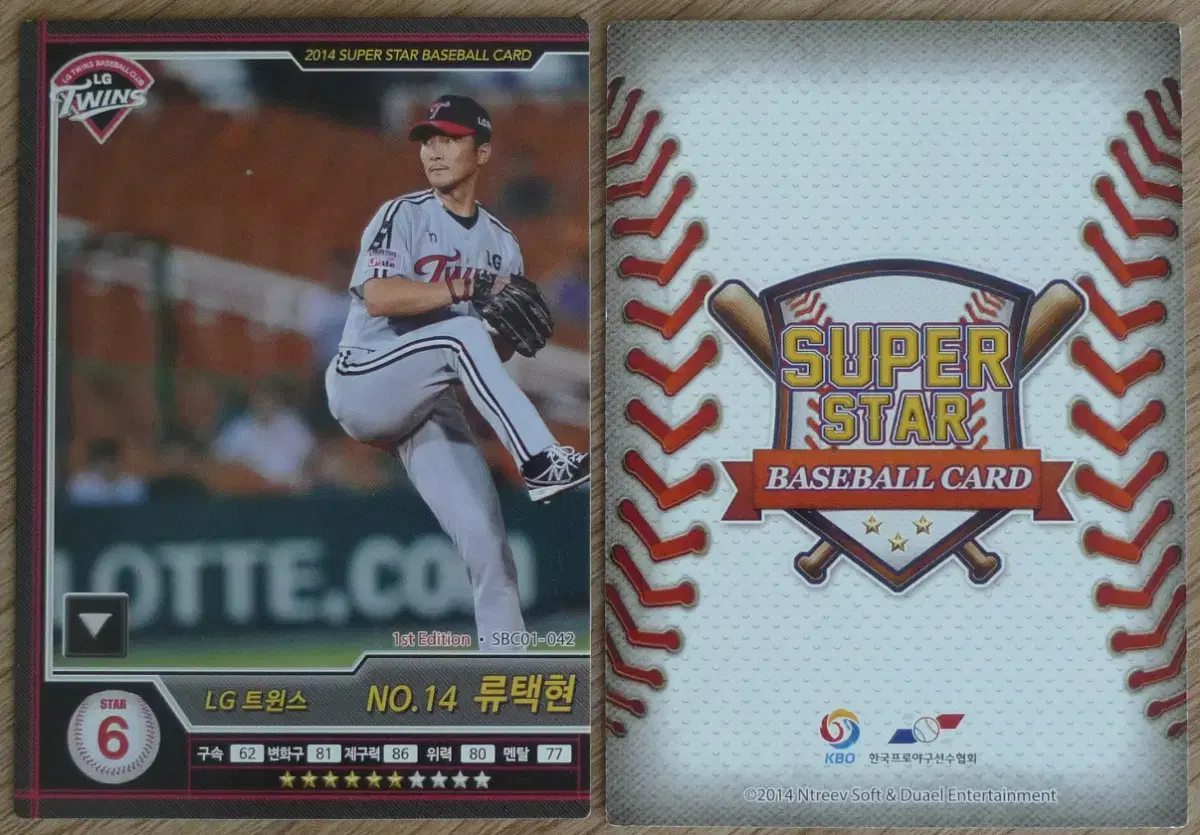 2014 SUPER STAR BASEBALL CARD
LG TWINS BASEBALL CLUB
LG
TWINS
LG
Twin
LOTTE.CO
1st Edition • SBC01-042
LG 트윈스 NO.14 류택현
STAR
6
구속 62 변화구 81 제구력 86 위력 80 멘탈 77
SUPER
STAR
BASEBALL CARD
KBO 한국프로야구선수협회
©2014 Ntreev Soft & Duael Entertainment